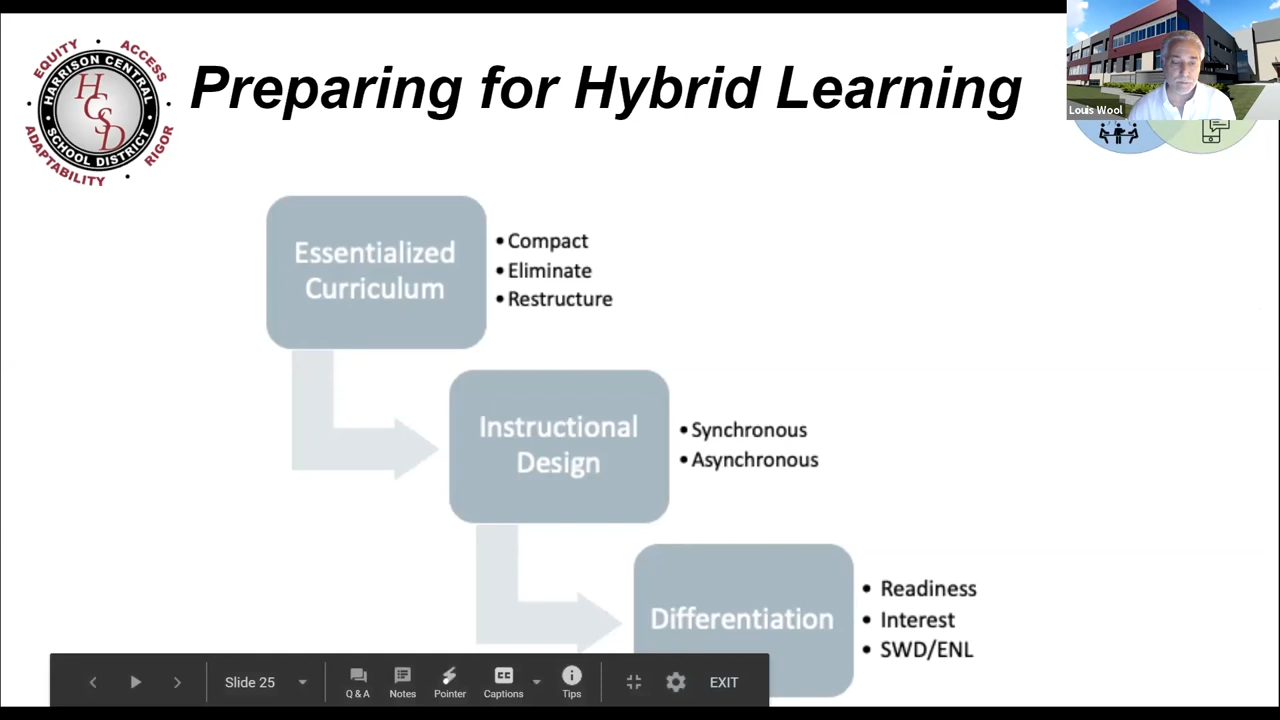 EQUITY ACCESS
HARRISON CENTRAL
HCSD
SCHOOL DISTRICT
ADAPTABILITY RIGOR
Preparing for Hybrid Learning
Louis Wool
Essentialized
Curriculum
• Compact
• Eliminate
• Restructure
Instructional
Design
• Synchronous
• Asynchronous
Differentiation
• Readiness
• Interest
• SWD/ENL
Slide 25
Q & A
Notes
Pointer
CC
Captions
Tips
EXIT